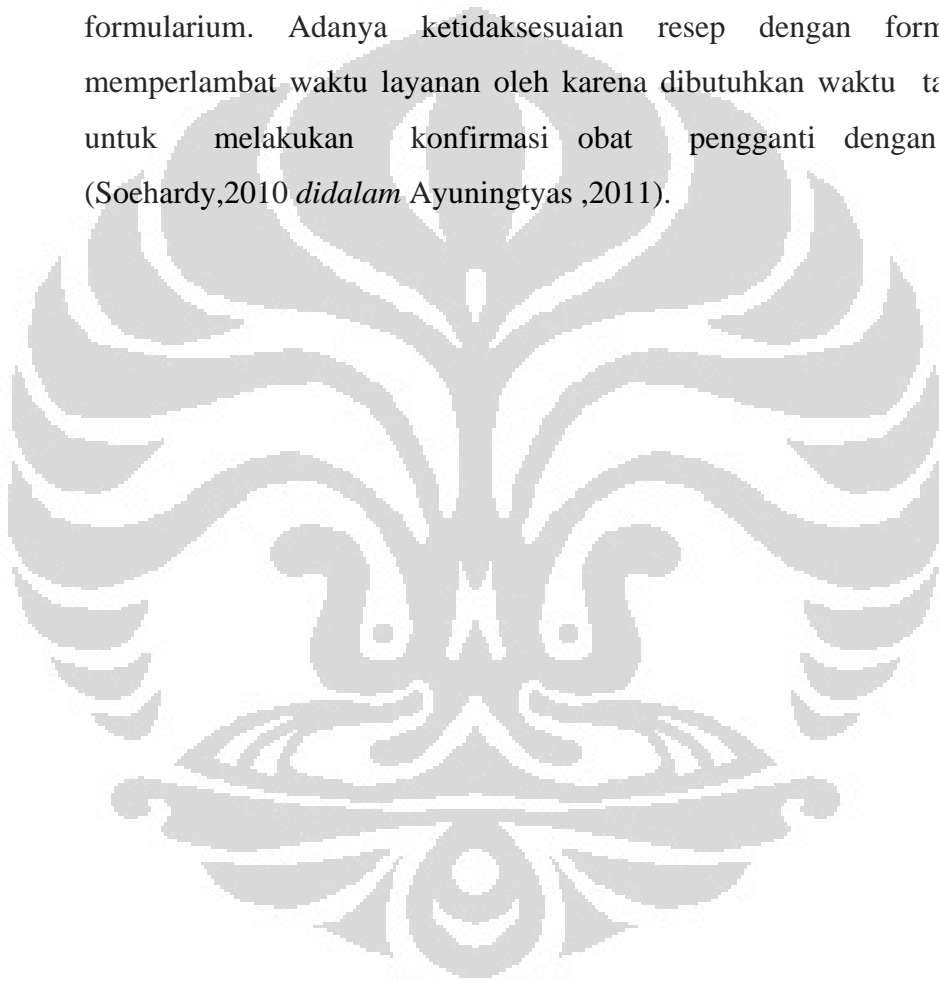 formularium. Adanya ketidaksesuaian resep dengan form
memperlambat waktu layanan oleh karena dibutuhkan waktu ta
untuk melakukan konfirmasi obat pengganti dengan
(Soehardy,2010 didalam Ayuningtyas ,2011).